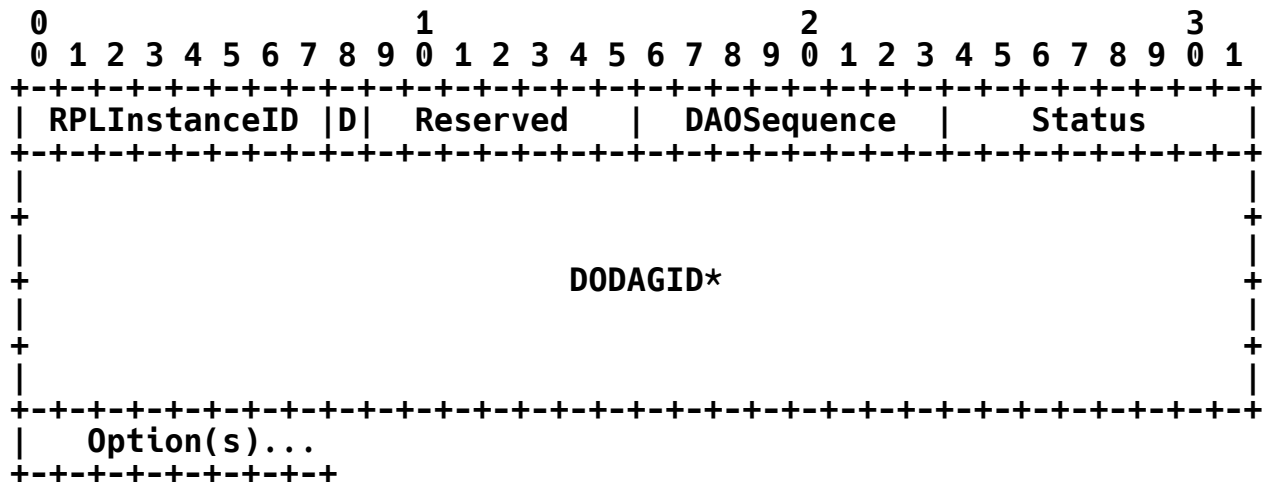 0                   1                   2                   3
 0 1 2 3 4 5 6 7 8 9 0 1 2 3 4 5 6 7 8 9 0 1 2 3 4 5 6 7 8 9 0 1
+-+-+-+-+-+-+-+-+-+-+-+-+-+-+-+-+-+-+-+-+-+-+-+-+-+-+-+-+-+-+-+-+
| RPLInstanceID |D|  Reserved   |  DAOSequence  |    Status     |
+-+-+-+-+-+-+-+-+-+-+-+-+-+-+-+-+-+-+-+-+-+-+-+-+-+-+-+-+-+-+-+-+
|                                                               |
+                                                               +
|                                                               |
+                            DODAGID*                           +
|                                                               |
+                                                               +
|                                                               |
+-+-+-+-+-+-+-+-+-+-+-+-+-+-+-+-+-+-+-+-+-+-+-+-+-+-+-+-+-+-+-+-+
|   Option(s)...
+-+-+-+-+-+-+-+-+